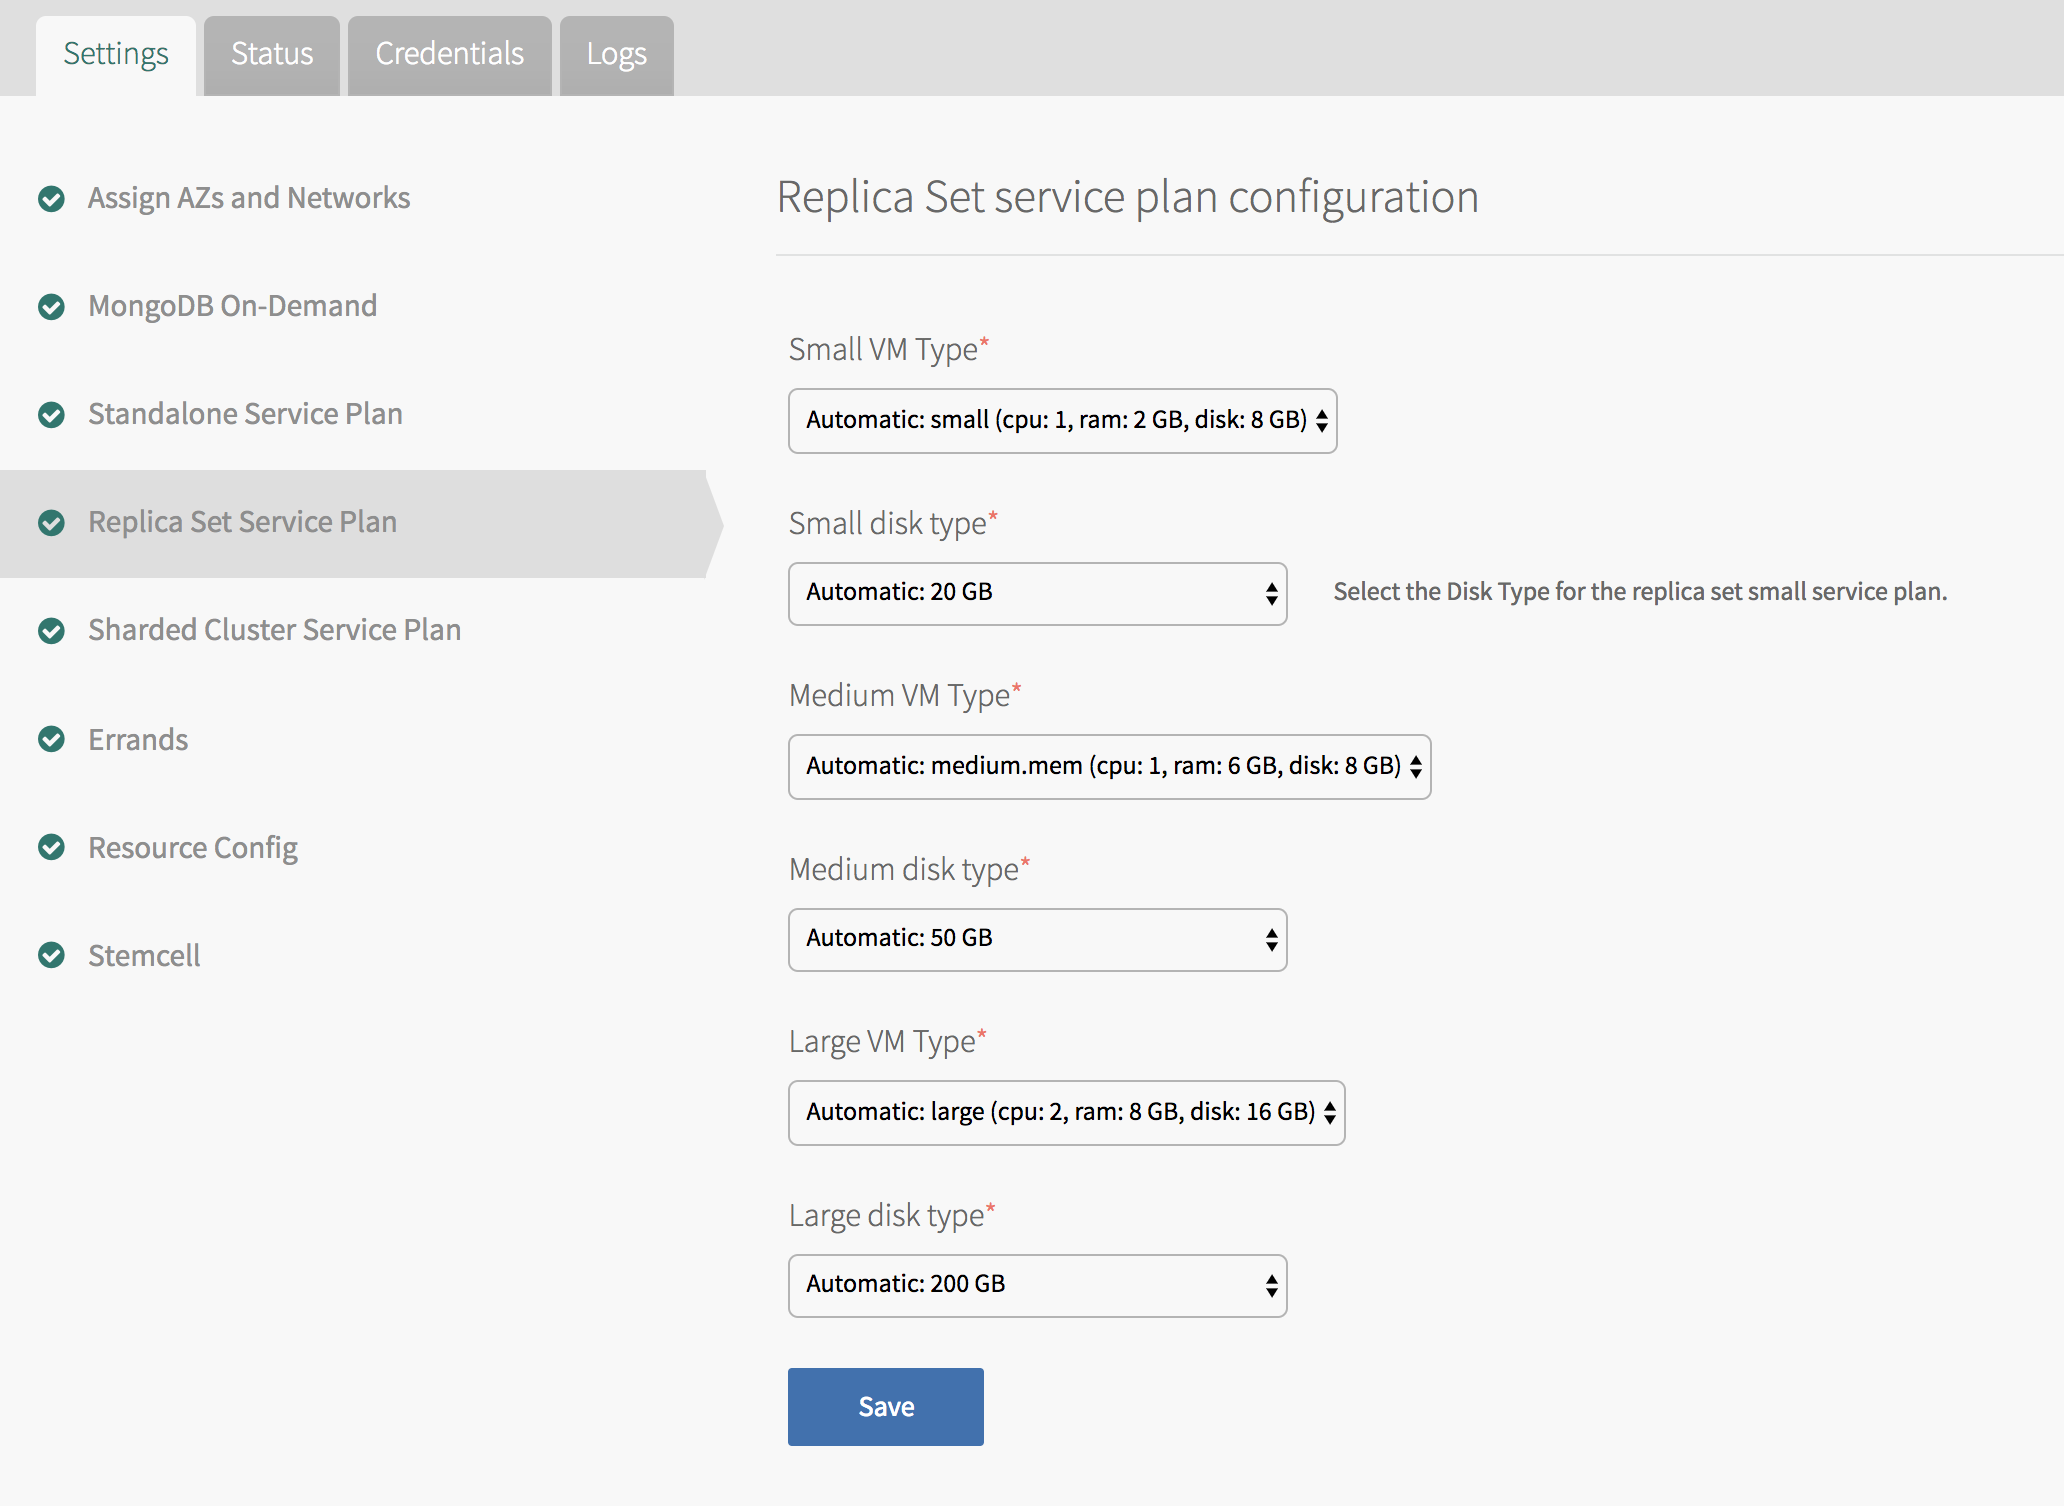 Settings
Status
Credentials
Logs
Assign AZs and Networks
MongoDB On-Demand
Standalone Service Plan
Replica Set Service Plan
Sharded Cluster Service Plan
Errands
Resource Config
Stemcell
Replica Set service plan configuration
Small VM Type*
Automatic: small (cpu: 1, ram: 2 GB, disk: 8 GB)
Small disk type*
Automatic: 20 GB
Select the Disk Type for the replica set small service plan.
Medium VM Type*
Automatic: medium.mem (cpu: 1, ram: 6 GB, disk: 8 GB)
Medium disk type*
Automatic: 50 GB
Large VM Type*
Automatic: large (cpu: 2, ram: 8 GB, disk: 16 GB)
Large disk type*
Automatic: 200 GB
Save